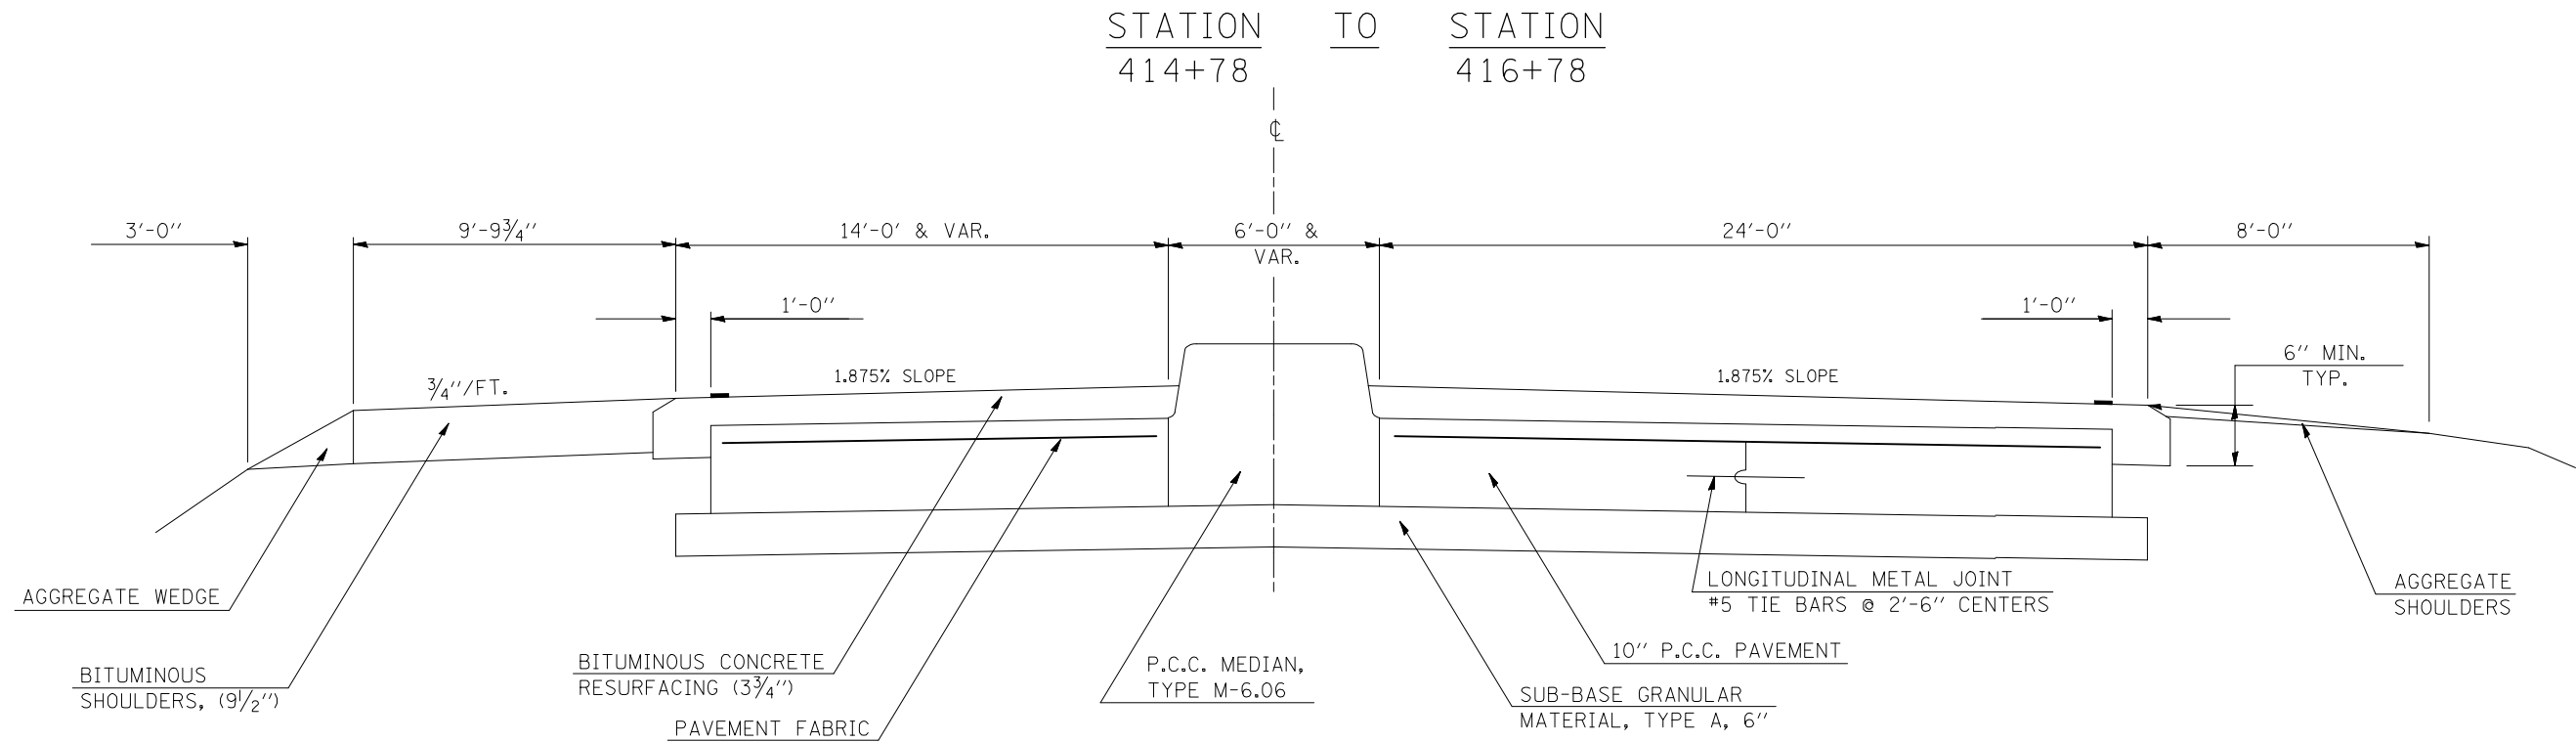 STATION TO STATION
414+78 416+78
℄
3'-0" 9'-9¾" 14'-0' & VAR. 6'-0" & 24'-0" 8'-0"
VAR.
1'-0" 1'-0"
6" MIN.
TYP.
¾"/FT. 1.875% SLOPE 1.875% SLOPE
AGGREGATE WEDGE
LONGITUDINAL METAL JOINT
#5 TIE BARS @ 2'-6" CENTERS
AGGREGATE
SHOULDERS
BITUMINOUS
SHOULDERS, (9½")
BITUMINOUS CONCRETE
RESURFACING (3¾")
PAVEMENT FABRIC
P.C.C. MEDIAN,
TYPE M-6.06
10" P.C.C. PAVEMENT
SUB-BASE GRANULAR
MATERIAL, TYPE A, 6"